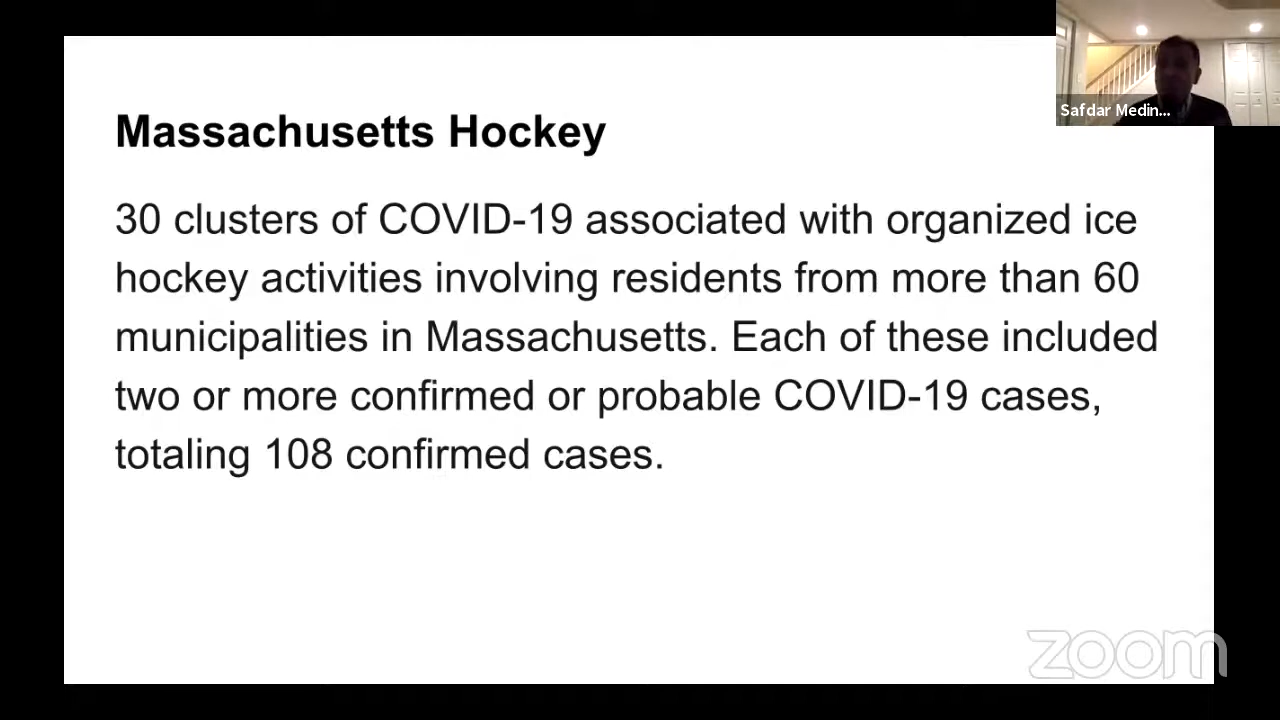 Massachusetts Hockey
30 clusters of COVID-19 associated with organized ice
hockey activities involving residents from more than 60
municipalities in Massachusetts. Each of these included
two or more confirmed or probable COVID-19 cases,
totaling 108 confirmed cases.
Safdar Medin...
zoom